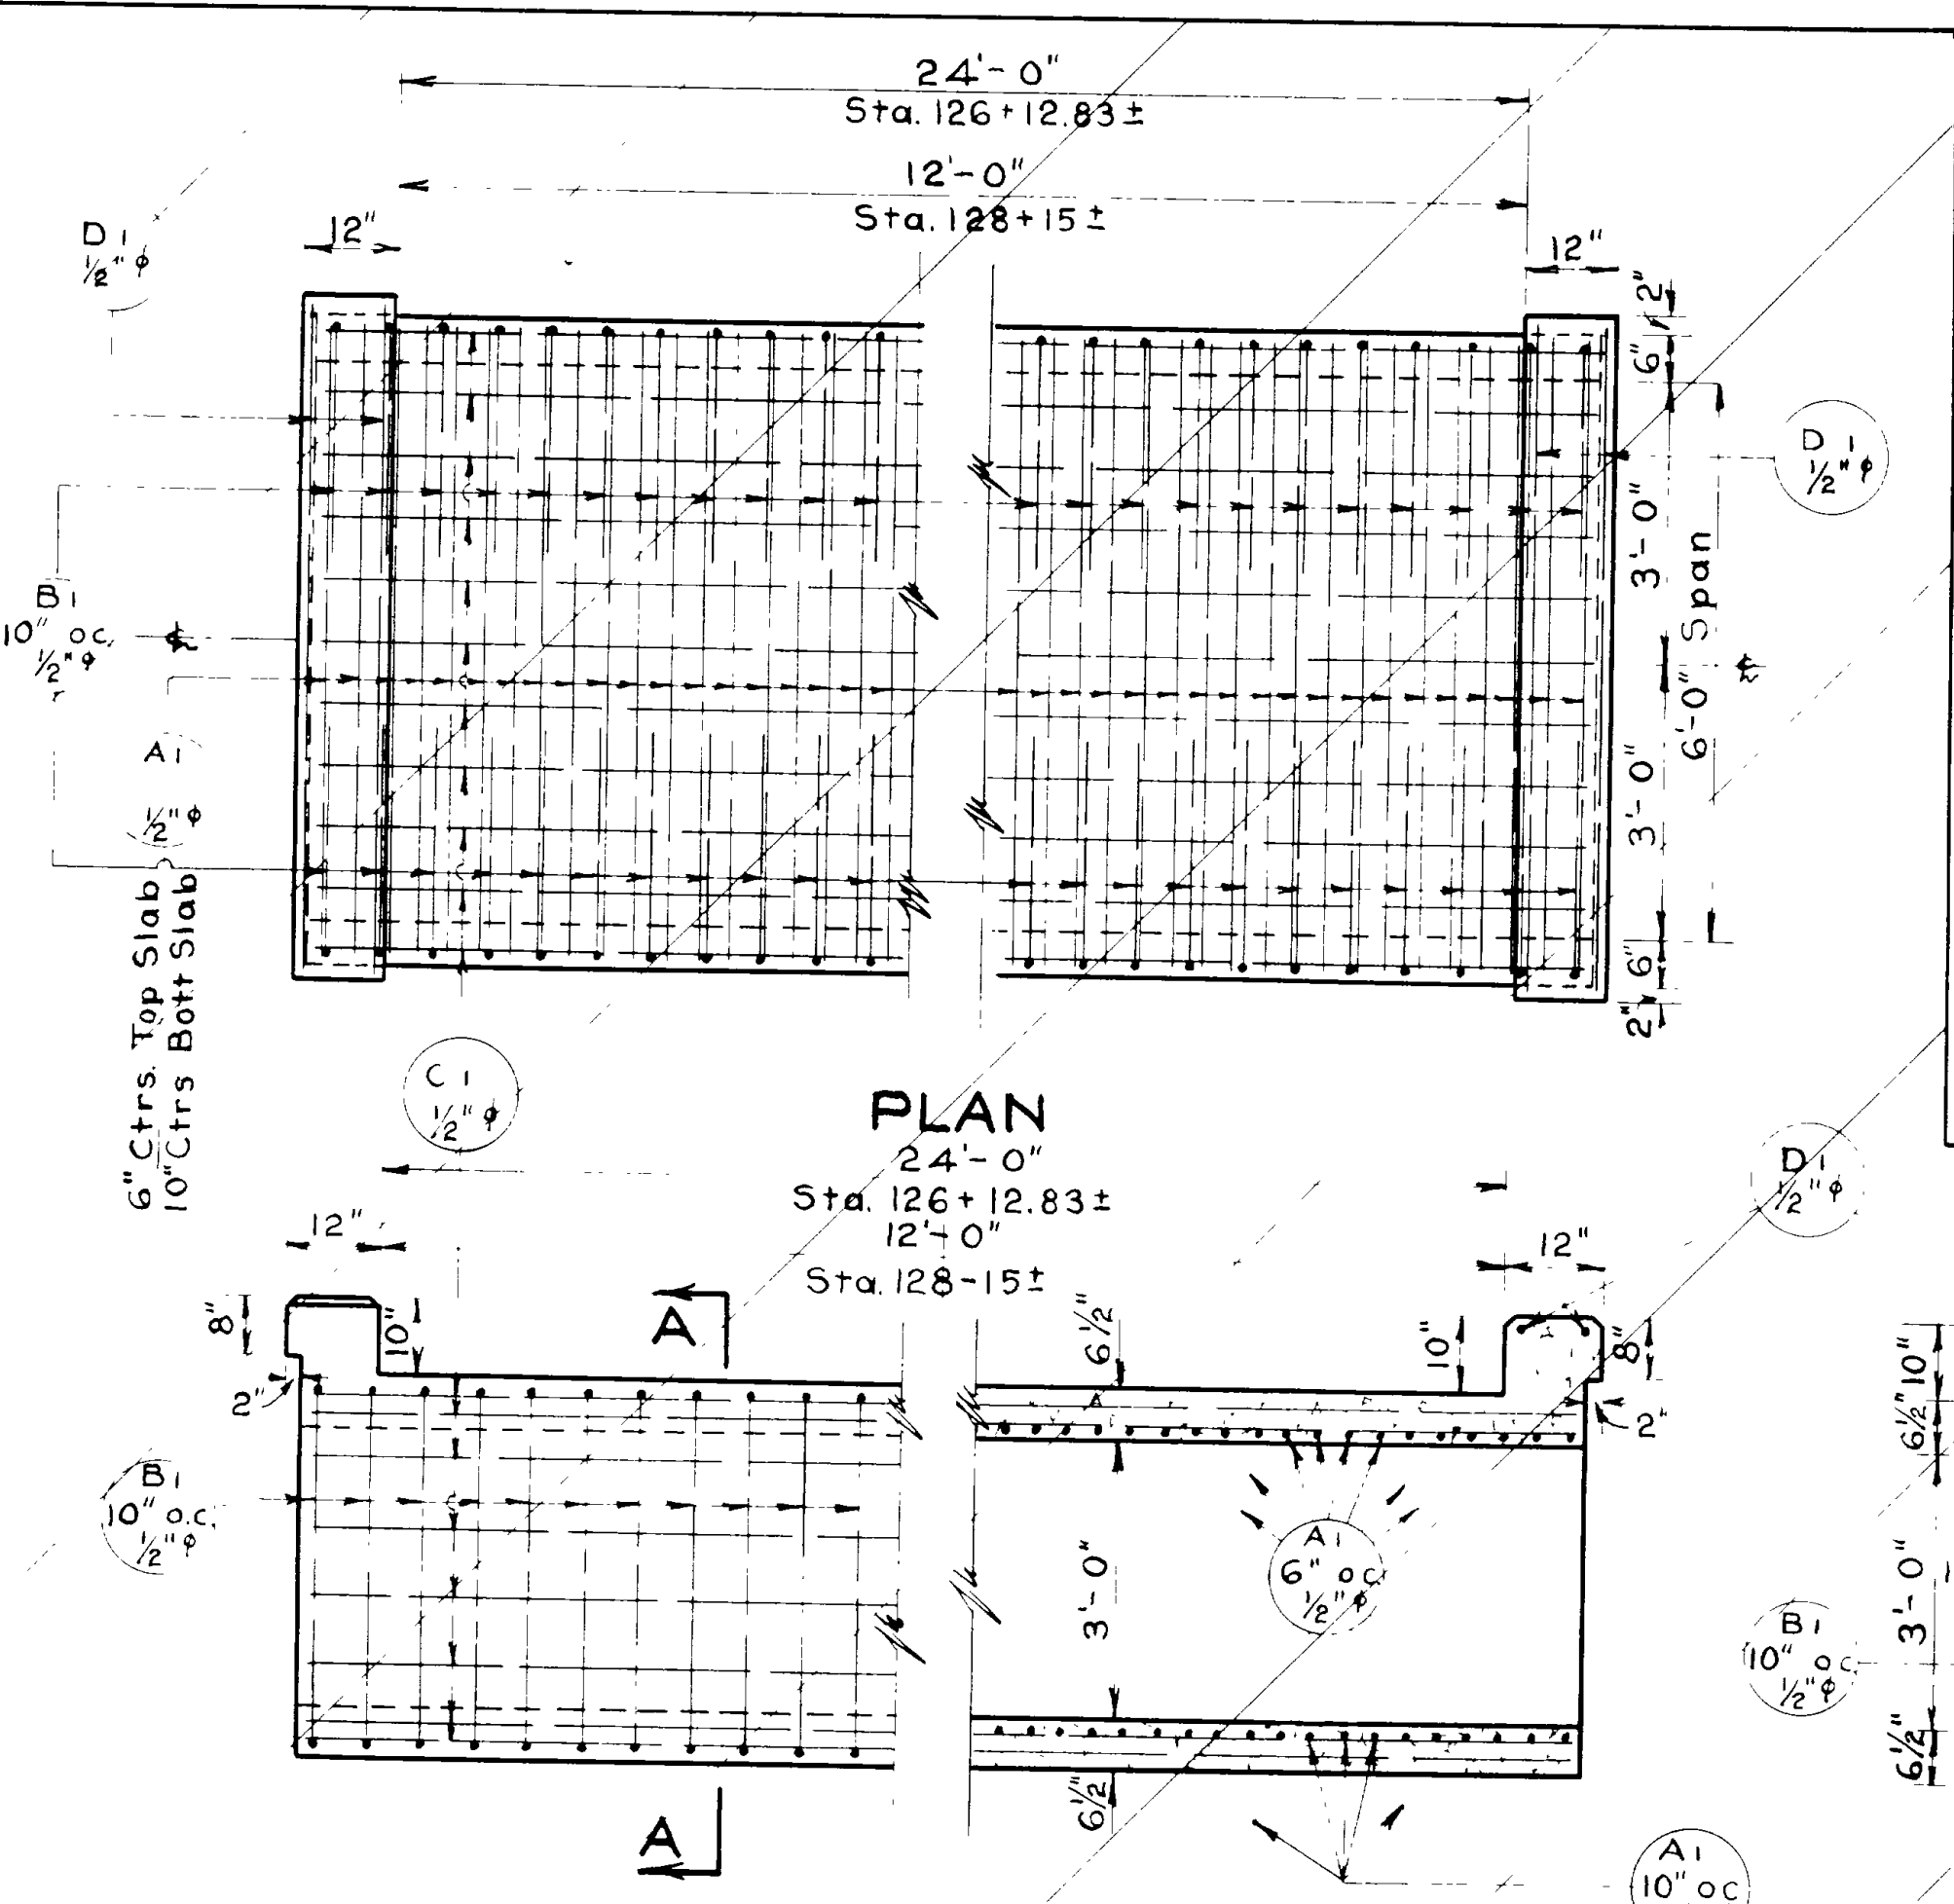 24'-0"
Sta. 126+12.83±
12'-0"
Sta. 128+15±
12"
12"
D1
1/2"φ
2"
6"
D1
1/2"φ
3'-0"
6'-0" Span
B1
10" oc.
1/2"φ
℄
℄
A1
1/2"φ
3'-0"
6" Ctrs. Top Slab
10" Ctrs Bott Slab
6"
2"
C1
1/2"φ
PLAN
24'-0"
Sta. 126+12.83±
12'-0"
Sta. 128-15±
D1
1/2"φ
12"
12"
8"
10"
A
6 1/2"
10"
8"
2"
2"
10"
6 1/2"
B1
10" o.c.
1/2"φ
A1
6" oc
1/2"φ
3'-0"
3'-0"
B1
10" oc
1/2"φ
6 1/2"
6 1/2"
A
A1
10" oc